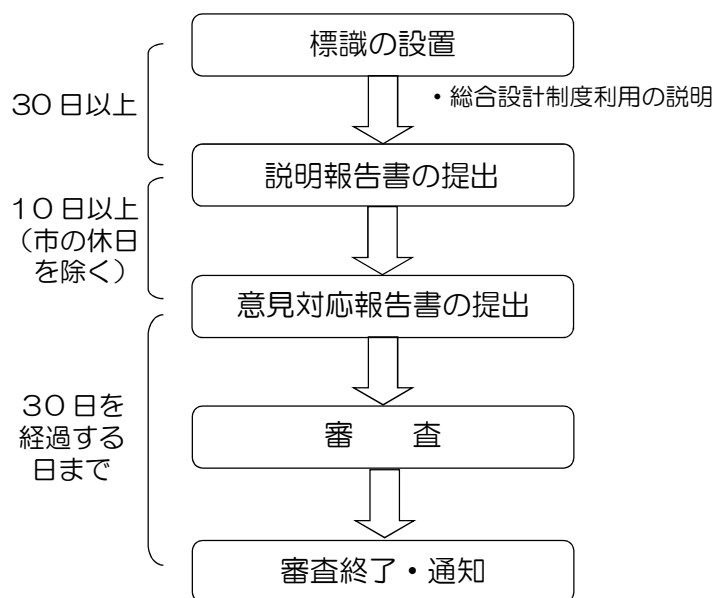 標識の設置
30日以上
・総合設計制度利用の説明
説明報告書の提出
10日以上
（市の休日
を除く）
意見対応報告書の提出
30日を
経過する
日まで
審　　査
審査終了・通知